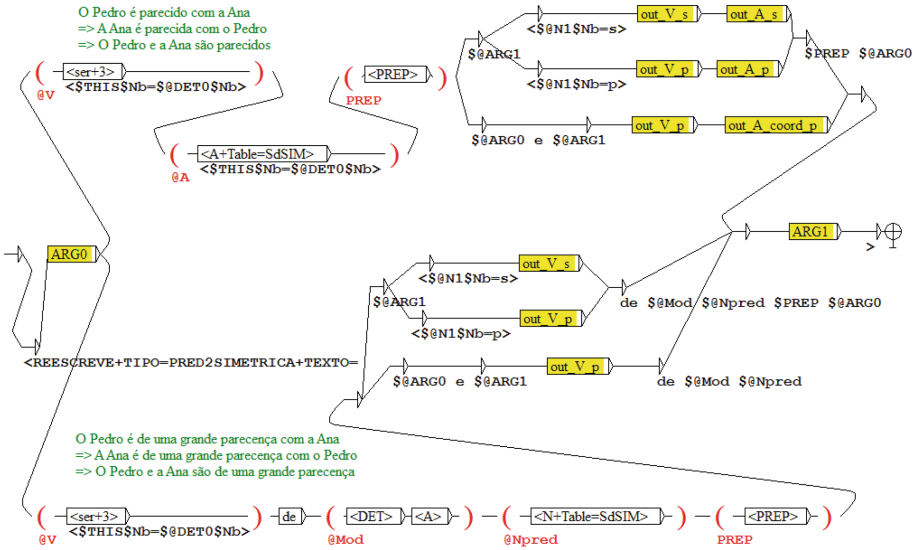 O Pedro é parecido com a Ana
=> A Ana é parecida com o Pedro
=> O Pedro e a Ana são parecidos
<ser+3>
<$THIS$Nb=$@DET0$Nb>
@V
<PREP>
PREP
<A+Table=SdSIM>
<$THIS$Nb=$@DET0$Nb>
@A
$@ARG1
<$@N1$Nb=s>
out_V_s
out_A_s
<$@N1$Nb=p>
out_V_p
out_A_p
$PREP $@ARG0
$@ARG0 e $@ARG1
out_V_p
out_A_coord_p
ARG0
<REESCREVE+TIPO=PRED2SIMETRICA+TEXTO=
$@ARG1
<$@N1$Nb=s>
out_V_s
<$@N1$Nb=p>
out_V_p
de $@Mod $@Npred $PREP $@ARG0
$@ARG0 e $@ARG1
out_V_p
de $@Mod $@Npred
ARG1
>
O Pedro é de uma grande parecença com a Ana
=> A Ana é de uma grande parecença com o Pedro
=> O Pedro e a Ana são de uma grande parecença
<ser+3>
<$THIS$Nb=$@DET0$Nb>
@V
de
<DET>
<A>
@Mod
<N+Table=SdSIM>
@Npred
<PREP>
PREP